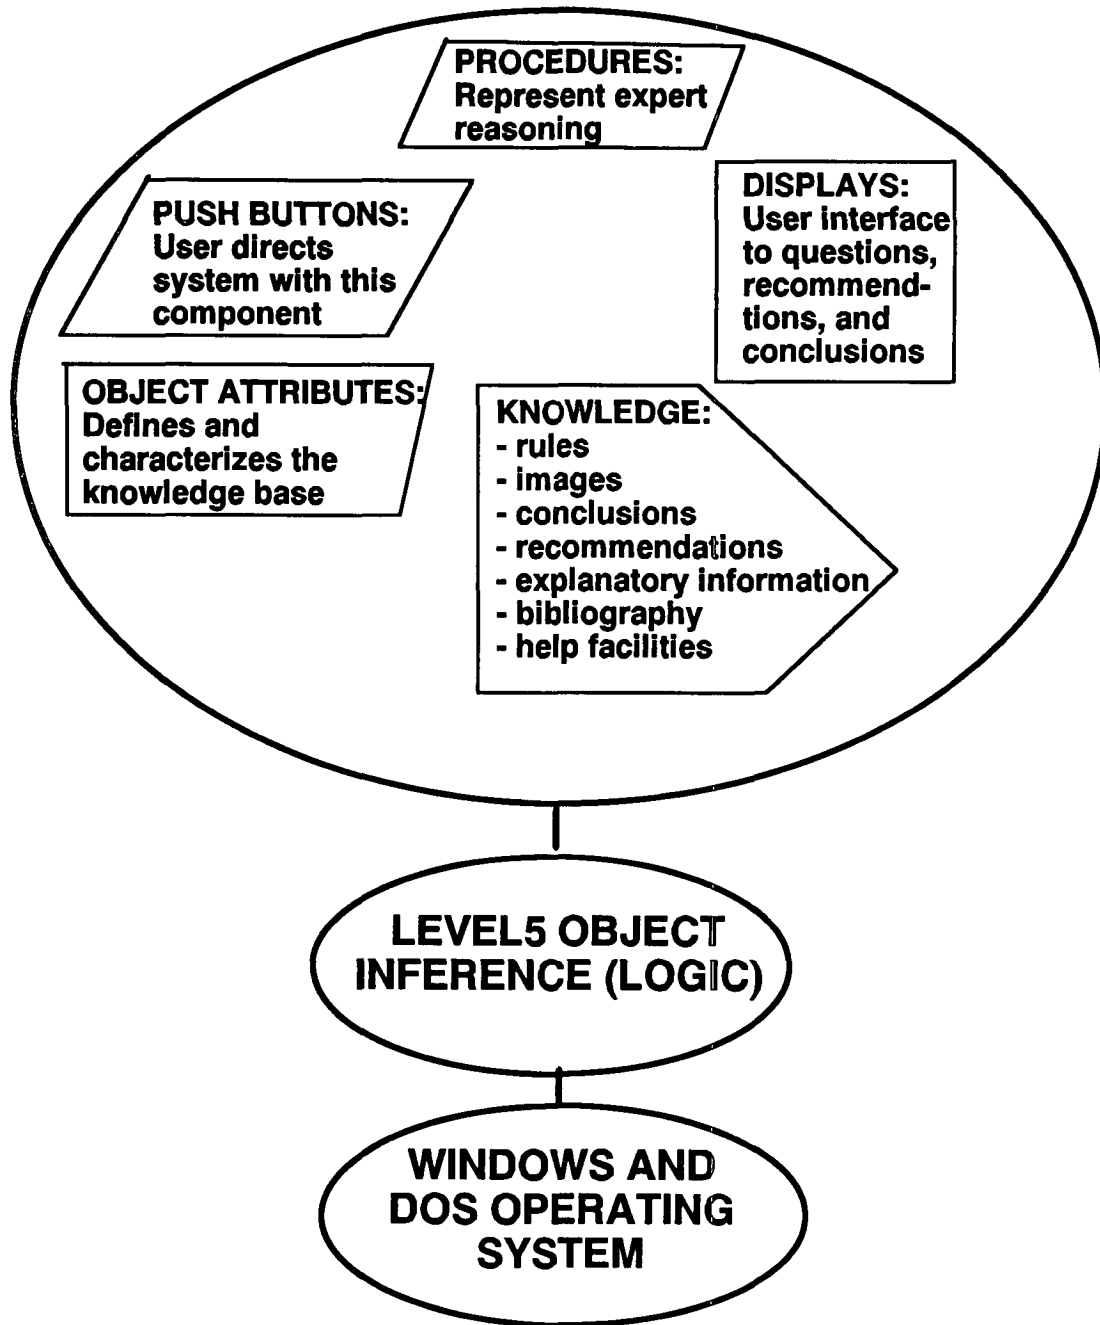 PROCEDURES:
Represent expert
reasoning
PUSH BUTTONS:
User directs
system with this
component
DISPLAYS:
User interface
to questions,
recommend-
tions, and
conclusions
OBJECT ATTRIBUTES:
Defines and
characterizes the
knowledge base
KNOWLEDGE:
- rules
- images
- conclusions
- recommendations
- explanatory information
- bibliography
- help facilities
LEVEL5 OBJECT
INFERENCE (LOGIC)
WINDOWS AND
DOS OPERATING
SYSTEM